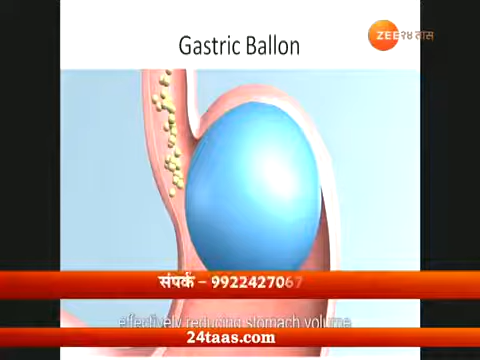 ZEE २४ तास
Gastric Ballon
संपर्क – 9922427067
effectively reducing stomach volume
24taas.com